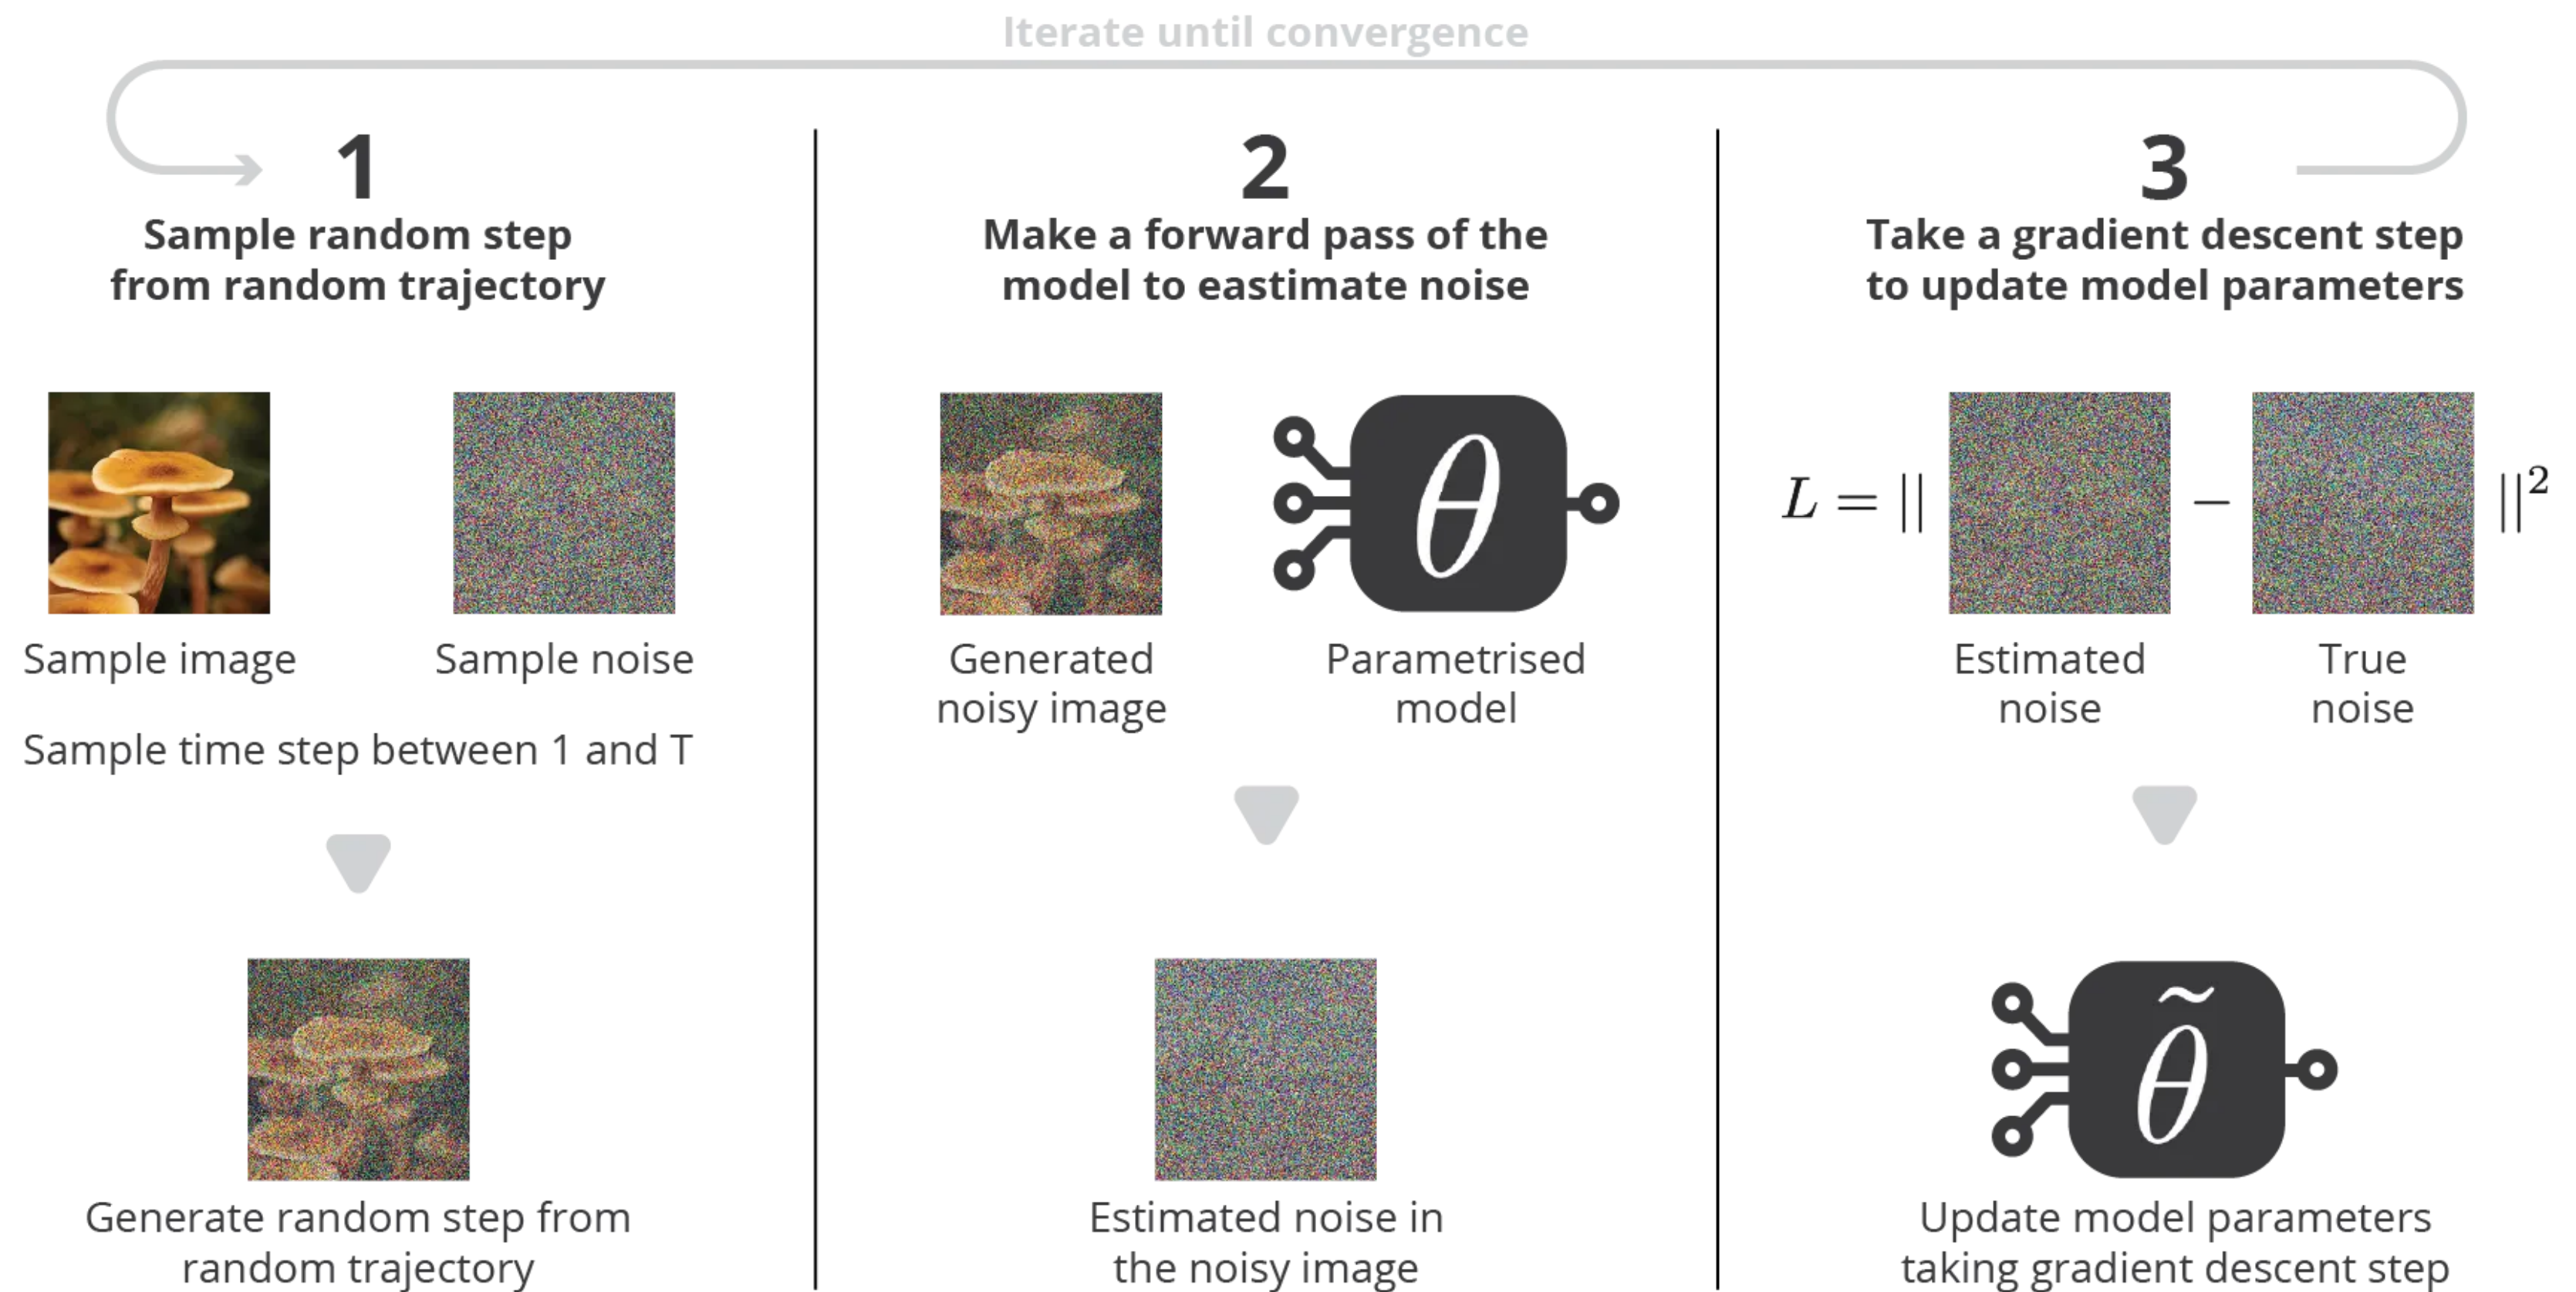 Iterate until convergence
1
Sample random step
from random trajectory
Sample image
Sample noise
Sample time step between 1 and T
Generate random step from
random trajectory
2
Make a forward pass of the
model to eastimate noise
θ
Generated
noisy image
Parametrised
model
Estimated noise in
the noisy image
3
Take a gradient descent step
to update model parameters
L = || − ||²
Estimated
noise
True
noise
θ̃
Update model parameters
taking gradient descent step